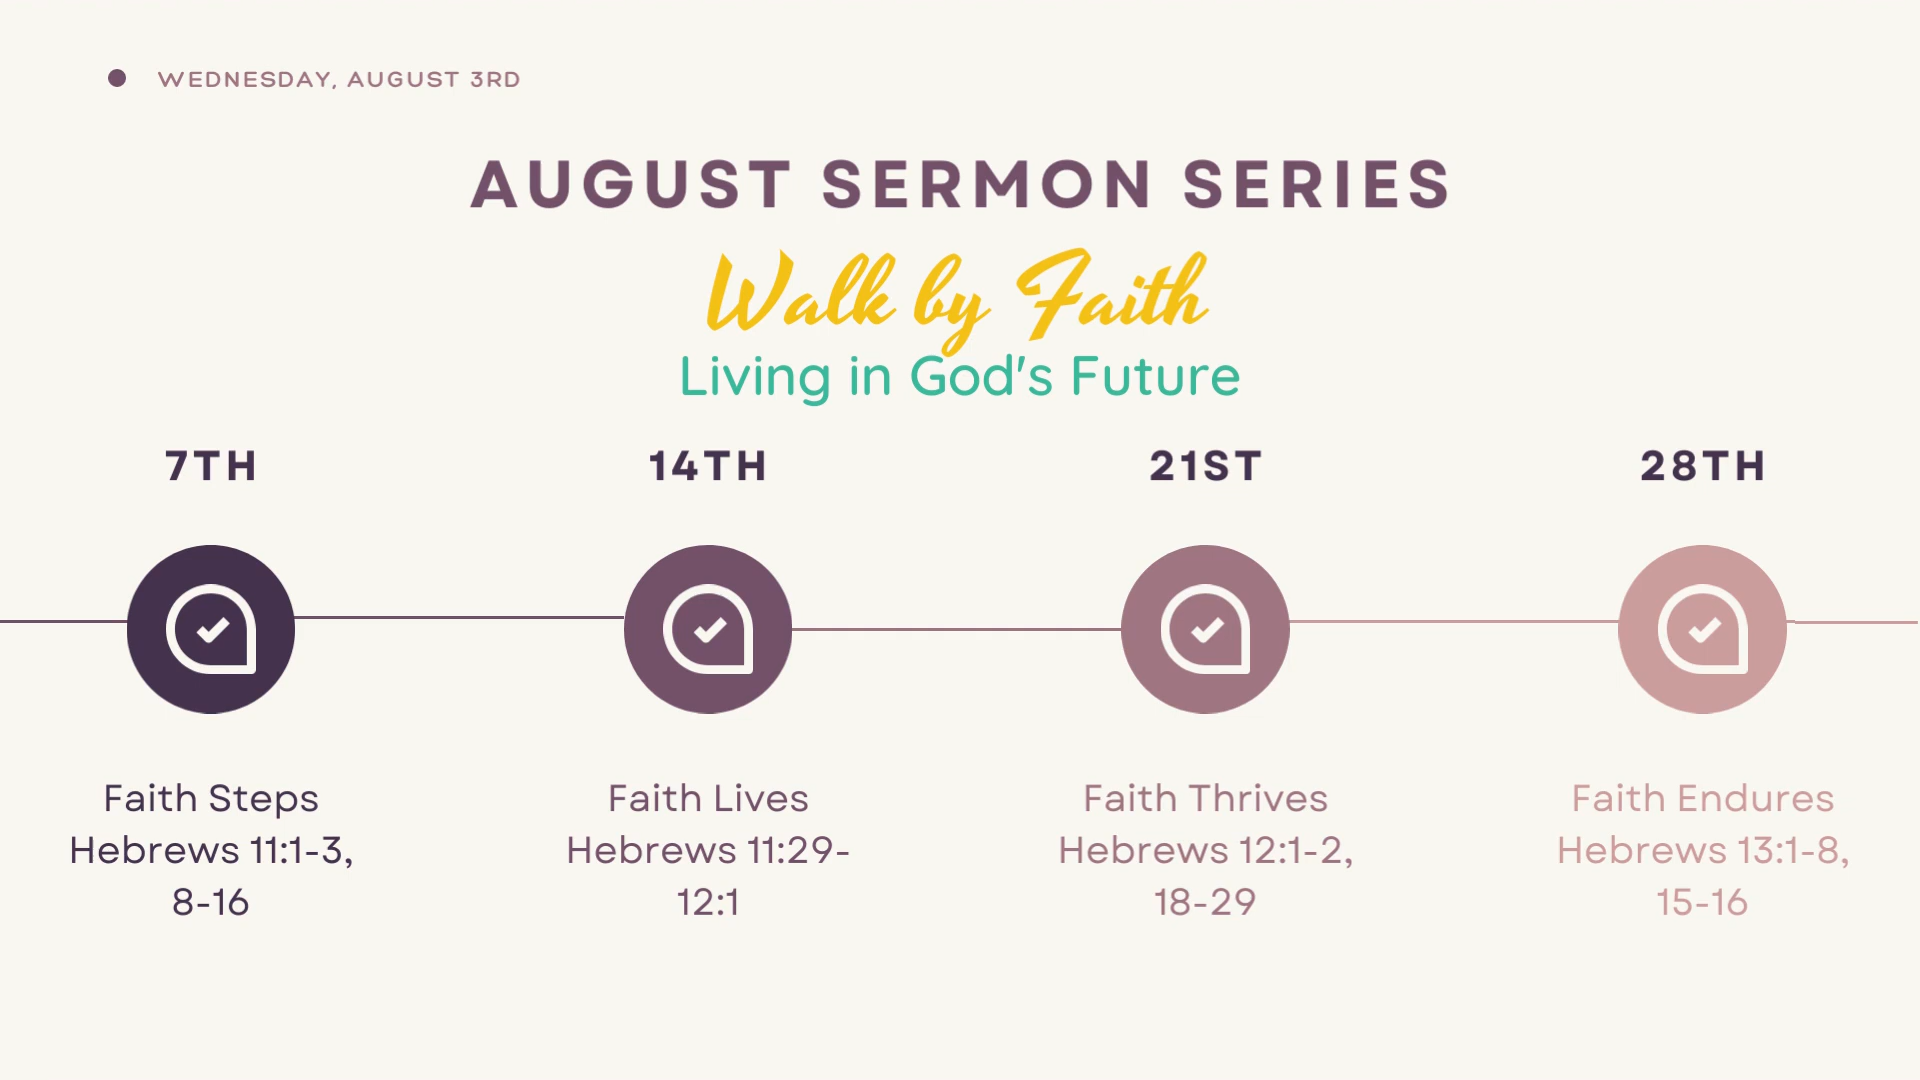 WEDNESDAY, AUGUST 3RD
AUGUST SERMON SERIES
Walk by Faith
Living in God's Future
7TH
14TH
21ST
28TH
Faith Steps
Hebrews 11:1-3,
8-16
Faith Lives
Hebrews 11:29-
12:1
Faith Thrives
Hebrews 12:1-2,
18-29
Faith Endures
Hebrews 13:1-8,
15-16